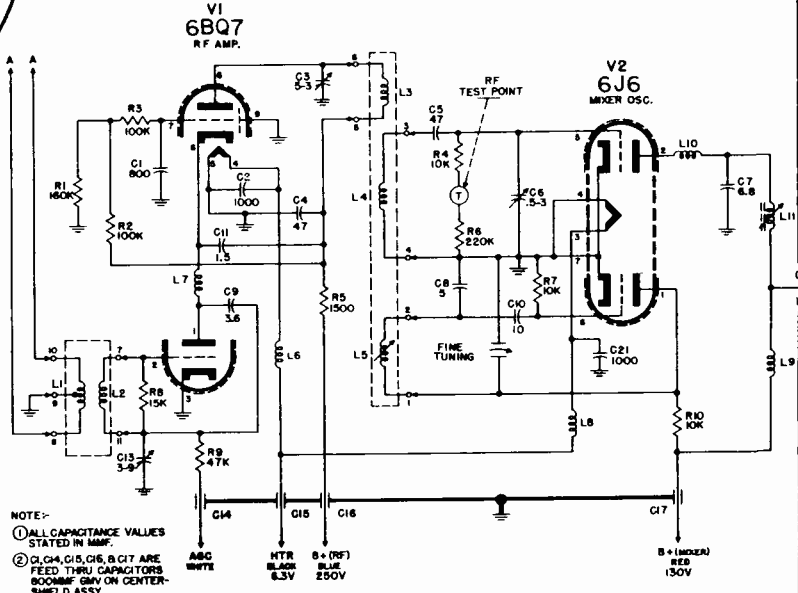 V1
6BQ7
RF AMP.
A A
R3
100K
C1
800
R1
160K
R2
100K
C2
1000
C4
47
C11
1.5
L7
C9
3.6
C3
.5-3
L3
L4
L5
L6
R5
1500
RF
TEST POINT
C5
47
R4
10K
T
R6
220K
C6
.5-3
C8
5
C10
10
R7
10K
FINE
TUNING
V2
6J6
MIXER OSC.
L10
C7
6.8
L11
L9
C21
1000
L8
R10
10K
L1
L2
R8
15K
C13
3-9
R9
47K
C14
C15
C16
C17
AGC
WHITE
HTR
BLACK
6.3V
B+(RF)
BLUE
250V
B+(MIXER)
RED
130V
NOTE:-
1 ALL CAPACITANCE VALUES
STATED IN MMF.
2 C1,C14,C15,C16, & C17 ARE
FEED THRU CAPACITORS
800MMF GMV ON CENTER-
SHIELD ASSY